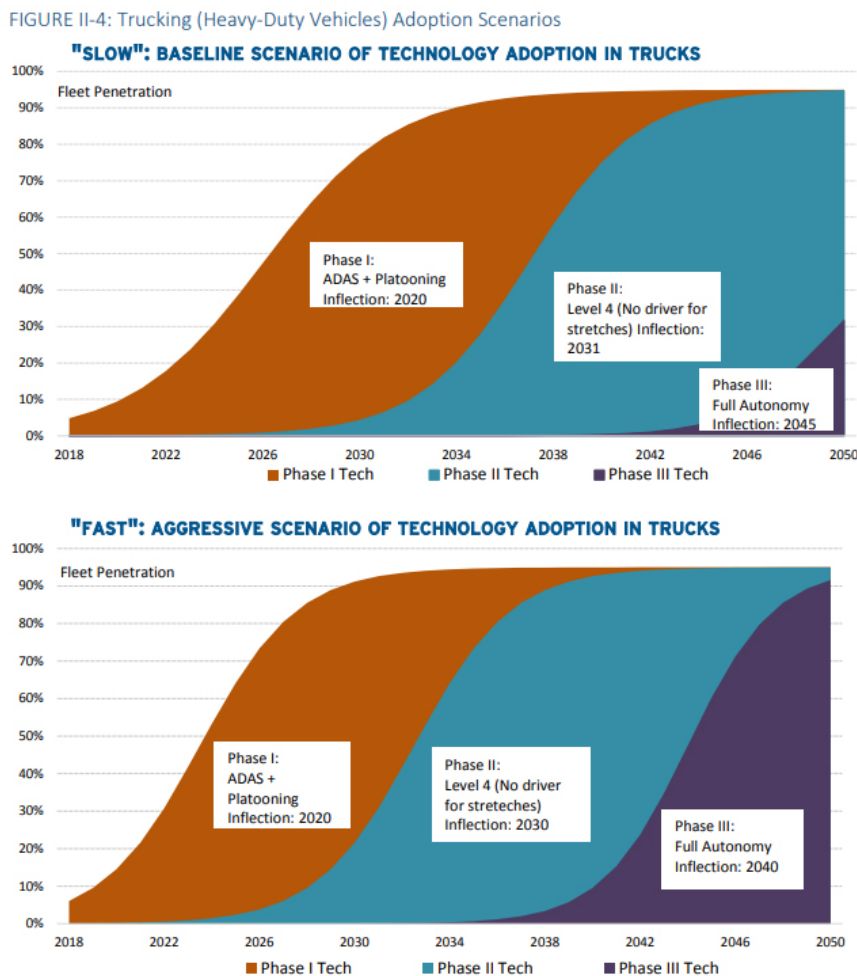 FIGURE II-4: Trucking (Heavy-Duty Vehicles) Adoption Scenarios
"SLOW": BASELINE SCENARIO OF TECHNOLOGY ADOPTION IN TRUCKS
100%
Fleet Penetration
90%
80%
70%
60%
50%
40%
30%
20%
10%
0%
Phase I:
ADAS + Platooning
Inflection: 2020
Phase II:
Level 4 (No driver for
stretches) Inflection:
2031
Phase III:
Full Autonomy
Inflection: 2045
2018 2022 2026 2030 2034 2038 2042 2046 2050
Phase I Tech Phase II Tech Phase III Tech
"FAST": AGGRESSIVE SCENARIO OF TECHNOLOGY ADOPTION IN TRUCKS
100%
Fleet Penetration
90%
80%
70%
60%
50%
40%
30%
20%
10%
0%
Phase I:
ADAS +
Platooning
Inflection: 2020
Phase II:
Level 4 (No driver
for streteches)
Inflection: 2030
Phase III:
Full Autonomy
Inflection: 2040
2018 2022 2026 2030 2034 2038 2042 2046 2050
Phase I Tech Phase II Tech Phase III Tech